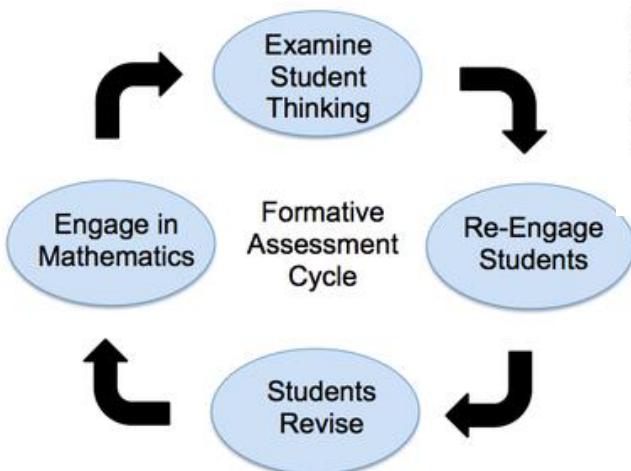 Examine
Student
Thinking
Engage in
Mathematics
Formative
Assessment
Cycle
Re-Engage
Students
Students
Revise